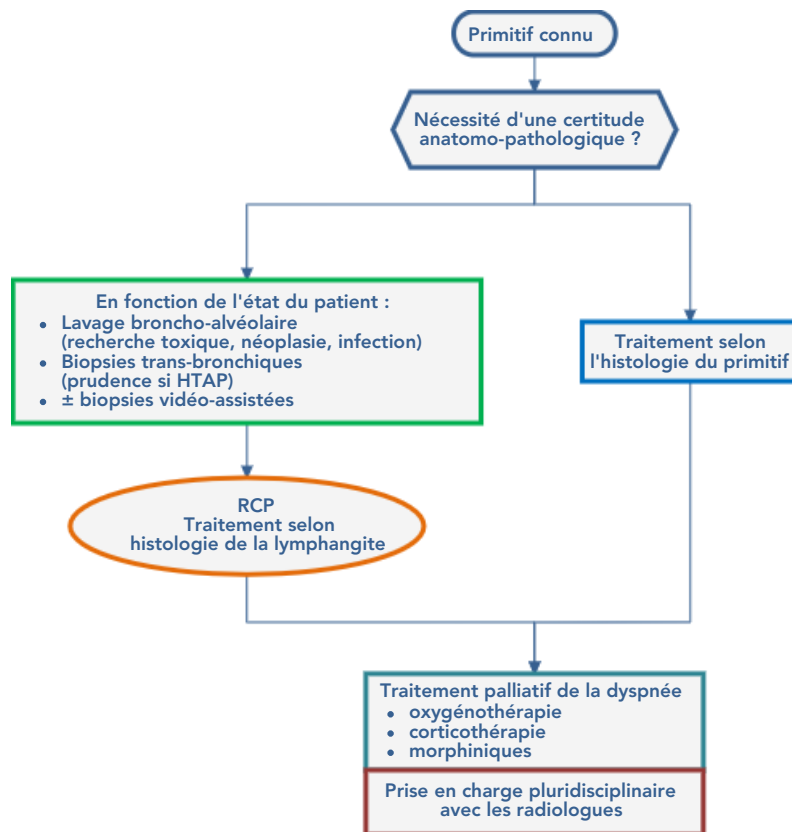 Primitif connu
Nécessité d'une certitude
anatomo-pathologique ?
En fonction de l'état du patient :
• Lavage broncho-alvéolaire
(recherche toxique, néoplasie, infection)
• Biopsies trans-bronchiques
(prudence si HTAP)
• ± biopsies vidéo-assistées
Traitement selon
l'histologie du primitif
RCP
Traitement selon
histologie de la lymphangite
Traitement palliatif de la dyspnée
• oxygénothérapie
• corticothérapie
• morphiniques
Prise en charge pluridisciplinaire
avec les radiologues